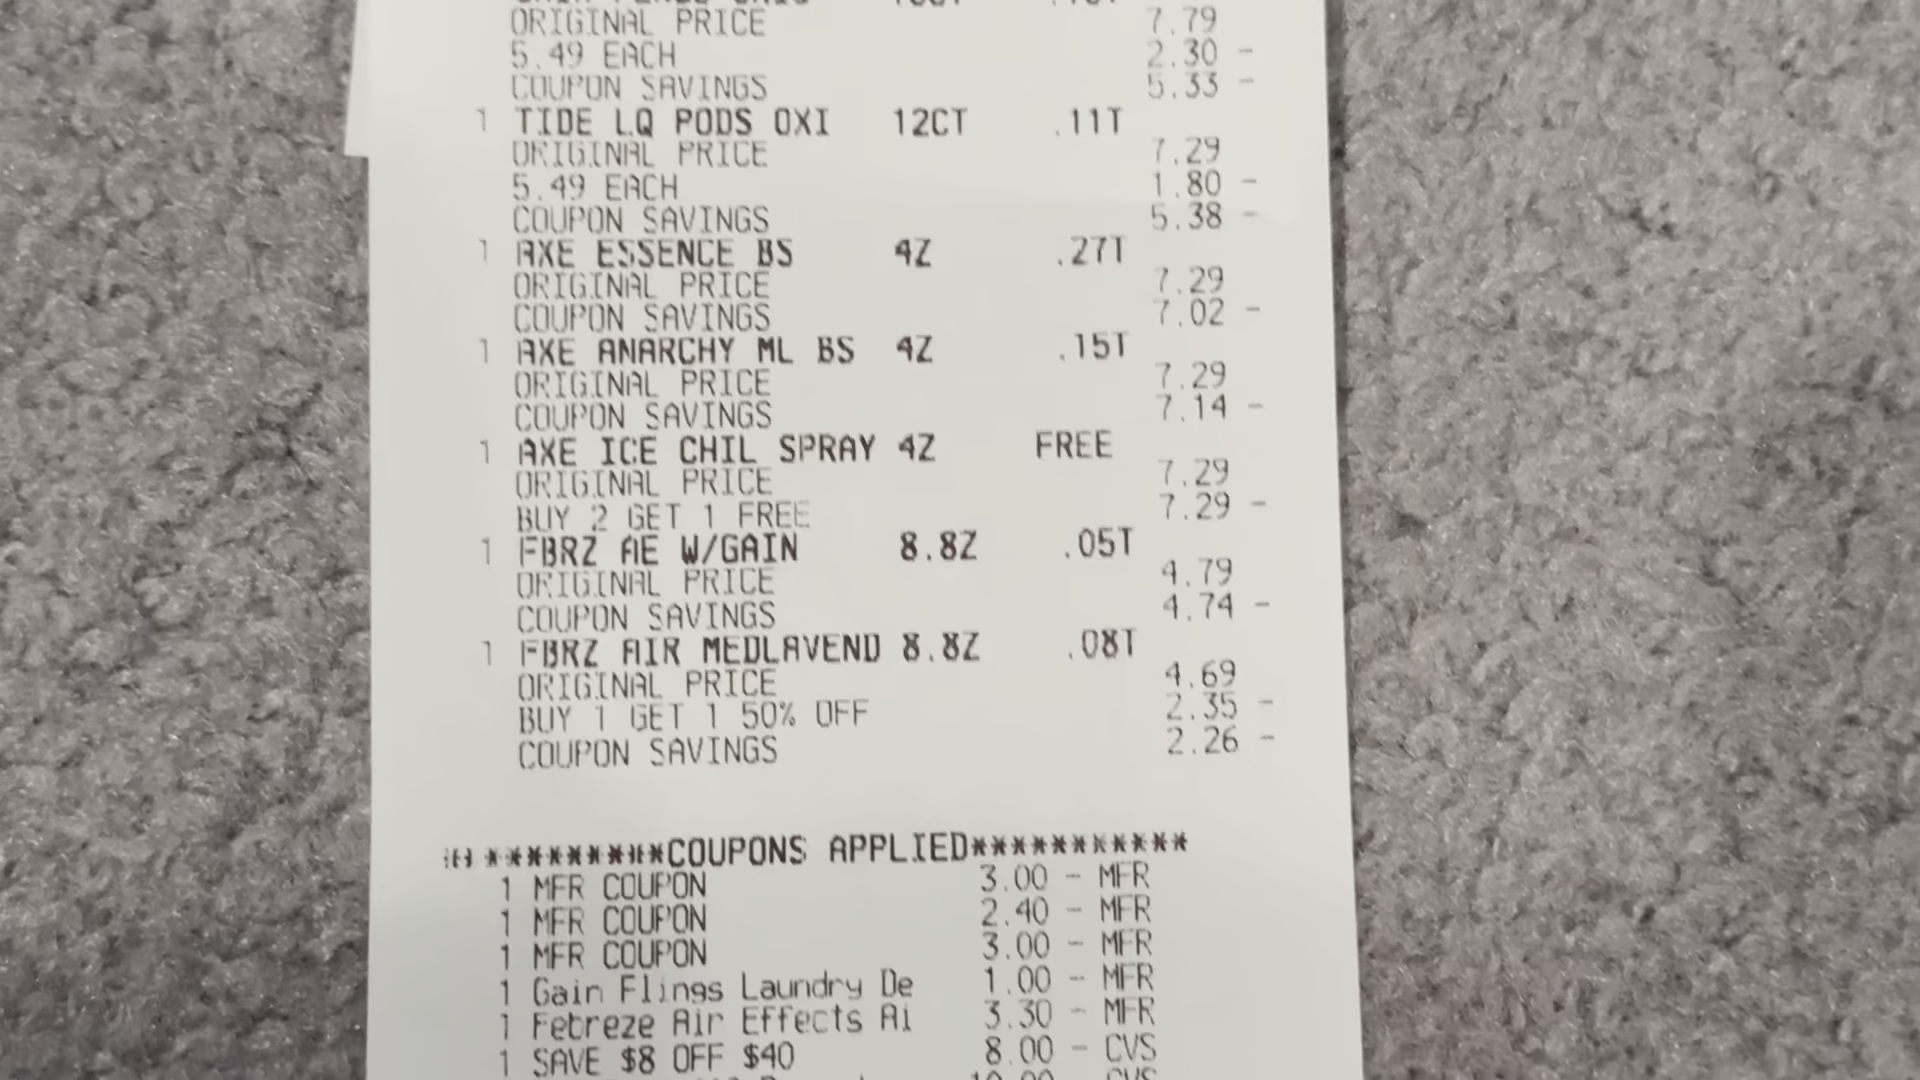 ORIGINAL PRICE 7.79
5.49 EACH 2.30 -
COUPON SAVINGS 5.33 -
1 TIDE LQ PODS OXI 12CT .11T
ORIGINAL PRICE 7.29
5.49 EACH 1.80 -
COUPON SAVINGS 5.38 -
1 AXE ESSENCE BS 4Z .27T
ORIGINAL PRICE 7.29
COUPON SAVINGS 7.02 -
1 AXE ANARCHY ML BS 4Z .15T
ORIGINAL PRICE 7.29
COUPON SAVINGS 7.14 -
1 AXE ICE CHIL SPRAY 4Z FREE
ORIGINAL PRICE 7.29
BUY 2 GET 1 FREE 7.29 -
1 FBRZ AE W/GAIN 8.8Z .05T
ORIGINAL PRICE 4.79
COUPON SAVINGS 4.74 -
1 FBRZ AIR MEDLAVEND 8.8Z .08T
ORIGINAL PRICE 4.69
BUY 1 GET 1 50% OFF 2.35 -
COUPON SAVINGS 2.26 -
***********COUPONS APPLIED***********
1 MFR COUPON 3.00 - MFR
1 MFR COUPON 2.40 - MFR
1 MFR COUPON 3.00 - MFR
1 Gain Flings Laundry De 1.00 - MFR
1 Febreze Air Effects Ai 3.30 - MFR
1 SAVE $8 OFF $40 8.00 - CVS